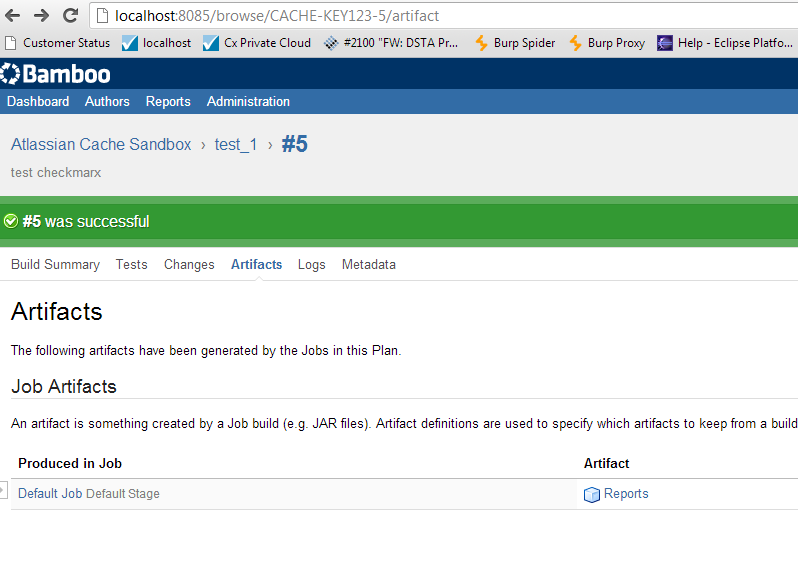 localhost:8085/browse/CACHE-KEY123-5/artifact
Customer Status localhost Cx Private Cloud #2100 "FW: DSTA Pr... Burp Spider Burp Proxy Help - Eclipse Platfo...
Bamboo
Dashboard Authors Reports Administration
Atlassian Cache Sandbox › test_1 › #5
test checkmarx
#5 was successful
Build Summary Tests Changes Artifacts Logs Metadata
Artifacts
The following artifacts have been generated by the Jobs in this Plan.
Job Artifacts
An artifact is something created by a Job build (e.g. JAR files). Artifact definitions are used to specify which artifacts to keep from a build
Produced in Job Artifact
Default Job Default Stage Reports